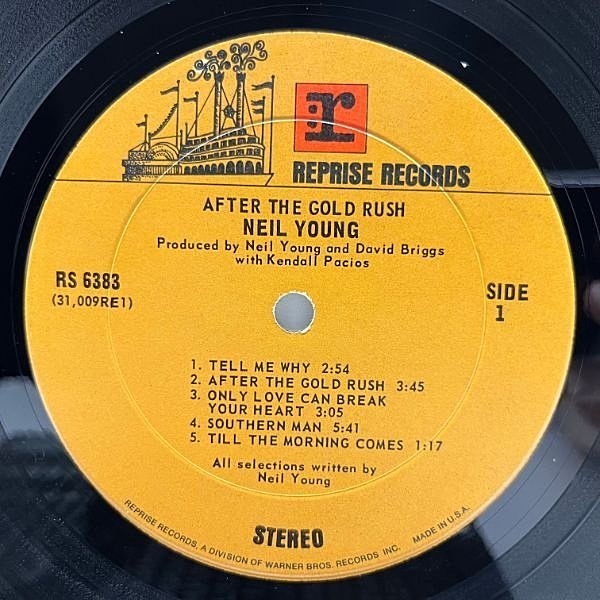 r:
REPRISE RECORDS
AFTER THE GOLD RUSH
NEIL YOUNG
Produced by Neil Young and David Briggs
with Kendall Pacios
RS 6383
(31,009RE1)
SIDE
1
1. TELL ME WHY 2:54
2. AFTER THE GOLD RUSH 3:45
3. ONLY LOVE CAN BREAK
YOUR HEART 3:05
4. SOUTHERN MAN 5:41
5. TILL THE MORNING COMES 1:17
All selections written by
Neil Young
STEREO
REPRISE RECORDS, A DIVISION OF WARNER BROS. RECORDS INC. MADE IN U.S.A.